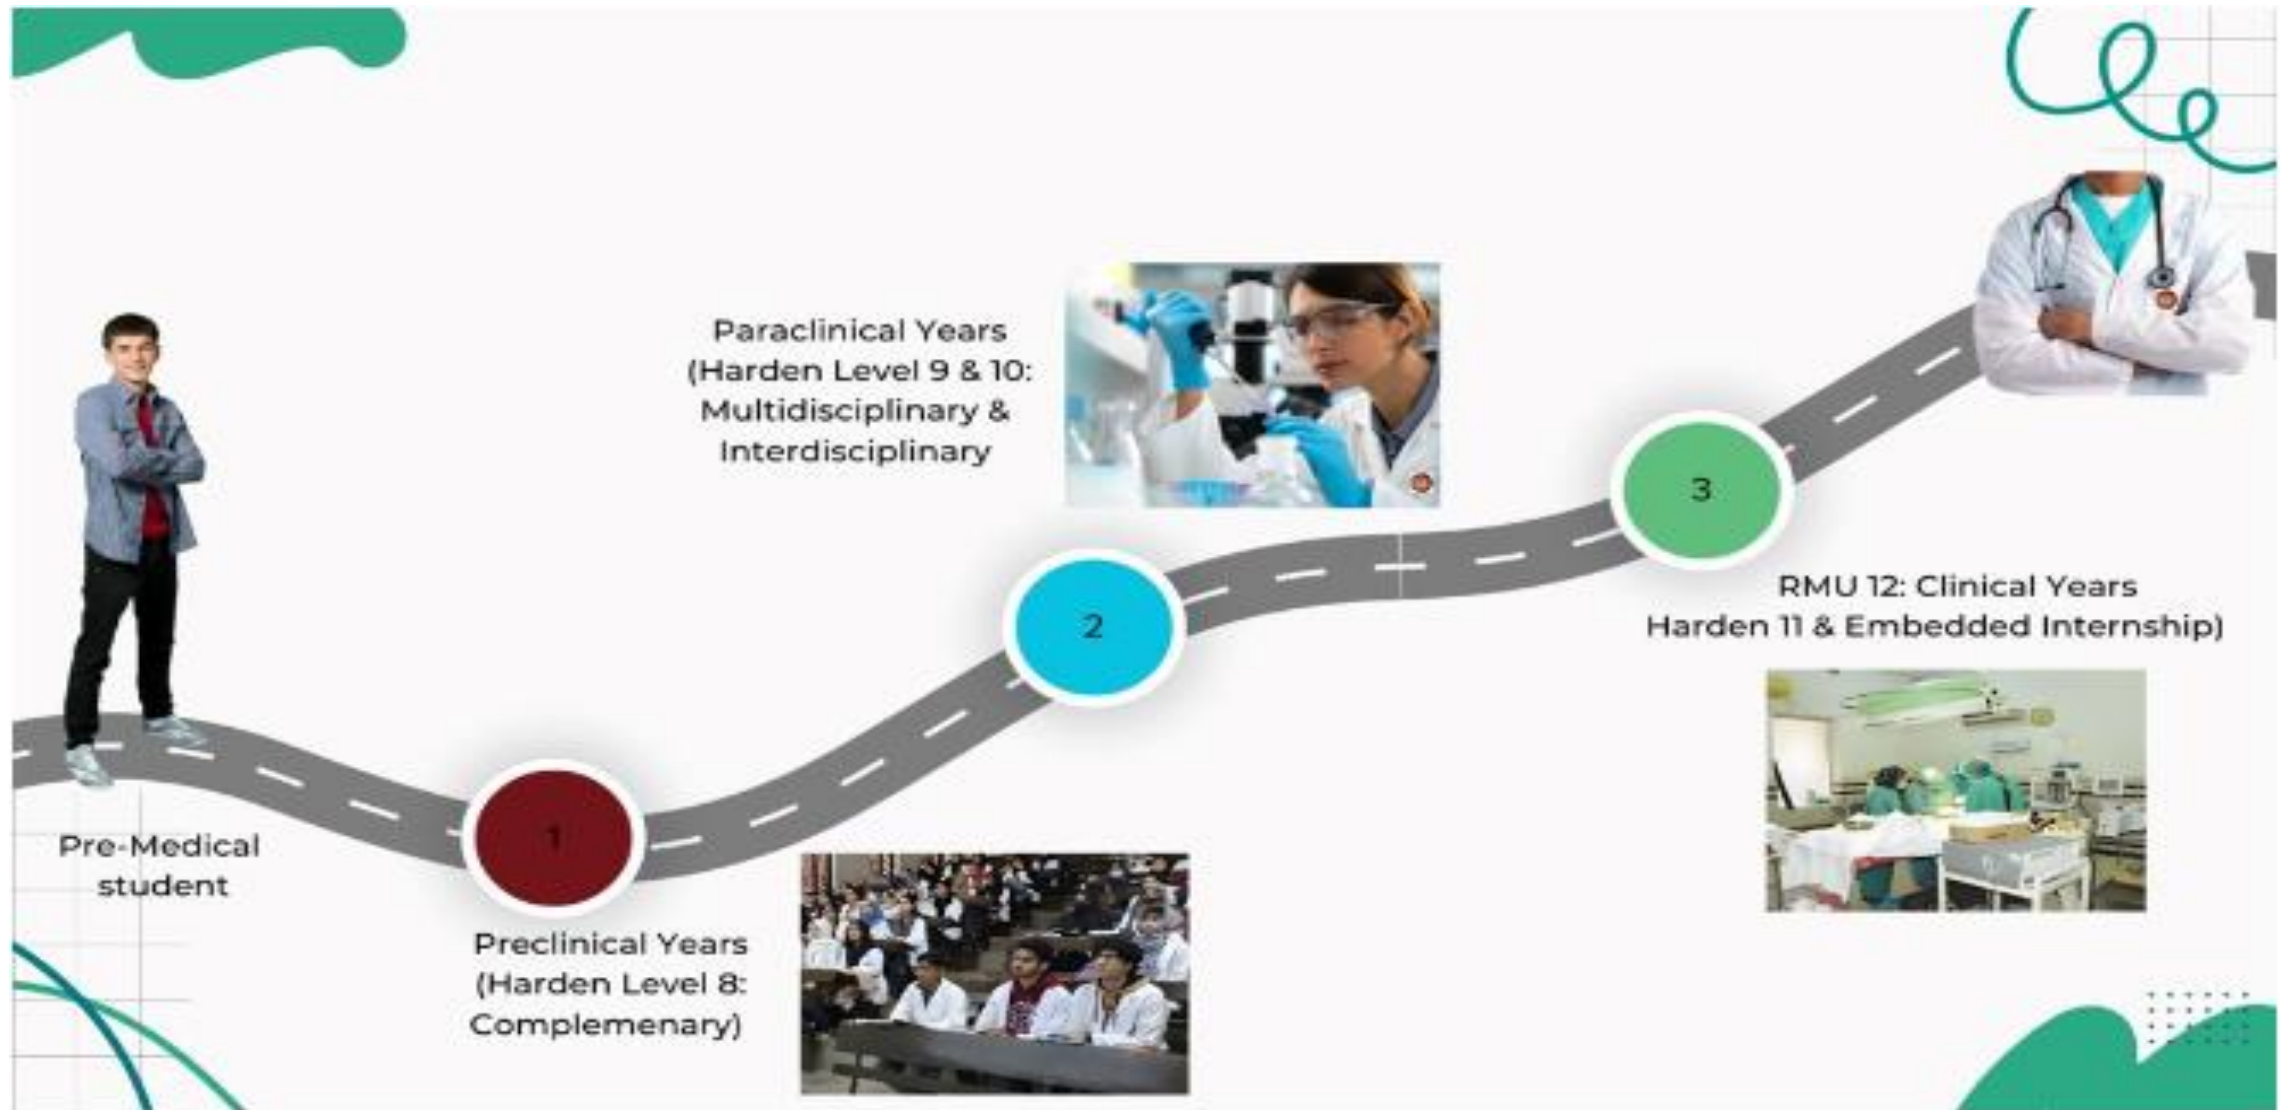 Pre-Medical
student
1
Preclinical Years
(Harden Level 8:
Complemenary)
2
Paraclinical Years
(Harden Level 9 & 10:
Multidisciplinary &
Interdisciplinary
3
RMU 12: Clinical Years
Harden 11 & Embedded Internship)